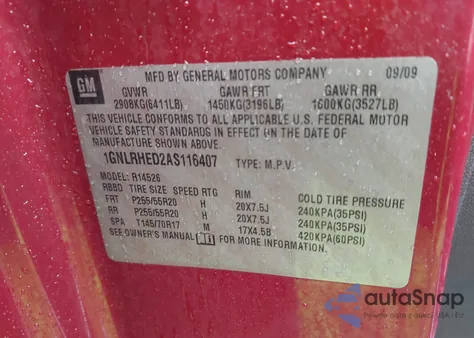 GM
MFD BY GENERAL MOTORS COMPANY 09/09
GVWR GAWR FRT GAWR RR
2908KG(6411LB) 1450KG(3196LB) 1600KG(3527LB)
THIS VEHICLE CONFORMS TO ALL APPLICABLE U.S. FEDERAL MOTOR
VEHICLE SAFETY STANDARDS IN EFFECT ON THE DATE OF
MANUFACTURE SHOWN ABOVE.
1GNLRHED2AS116407 TYPE: M.P.V.
MODEL: R14526
RBBD TIRE SIZE SPEED RTG RIM COLD TIRE PRESSURE
FRT P255/55R20 H 20X7.5J 240KPA(35PSI)
RR P255/55R20 H 20X7.5J 240KPA(35PSI)
SPA T145/70R17 M 17X4.5B 420KPA(60PSI)
SEE OWNER'S MANUAL FOR MORE INFORMATION.
autaSnap